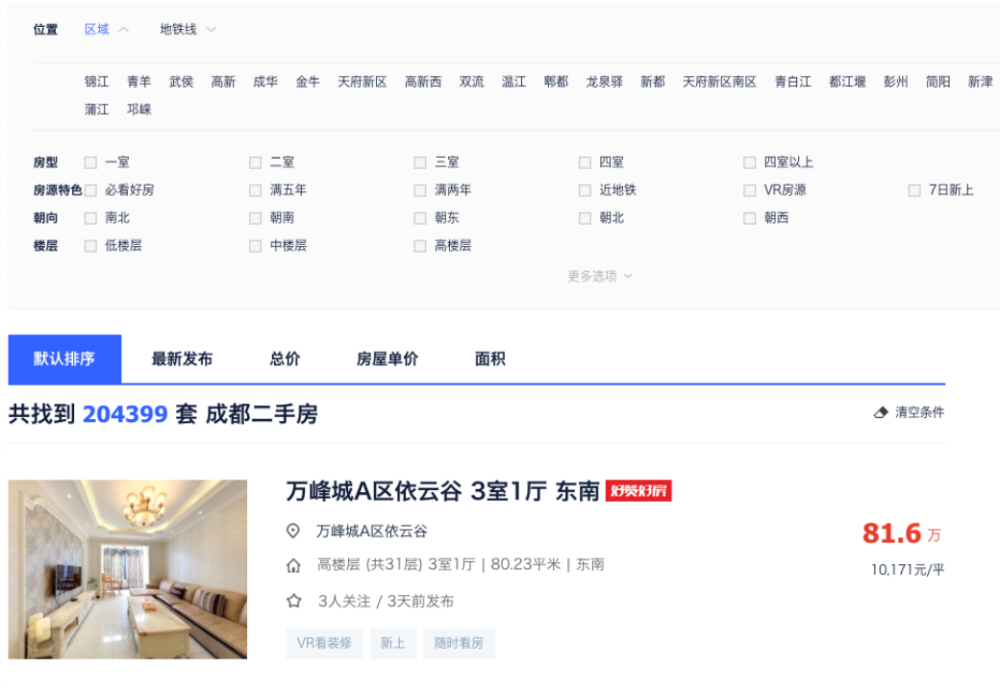 位置 区域 地铁线
锦江 青羊 武侯 高新 成华 金牛 天府新区 高新西 双流 温江 郫都 龙泉驿 新都 天府新区南区 青白江 都江堰 彭州 简阳 新津
蒲江 邛崃
房型 一室 二室 三室 四室 四室以上
房源特色 必看好房 满五年 满两年 近地铁 VR房源 7日新上
朝向 南北 朝南 朝东 朝北 朝西
楼层 低楼层 中楼层 高楼层
更多选项
默认排序 最新发布 总价 房屋单价 面积
共找到 204399 套 成都二手房 清空条件
万峰城A区依云谷 3室1厅 东南 好赞好房
万峰城A区依云谷
81.6 万
高楼层 (共31层) 3室1厅 | 80.23平米 | 东南
10,171元/平
3人关注 / 3天前发布
VR看装修 新上 随时看房